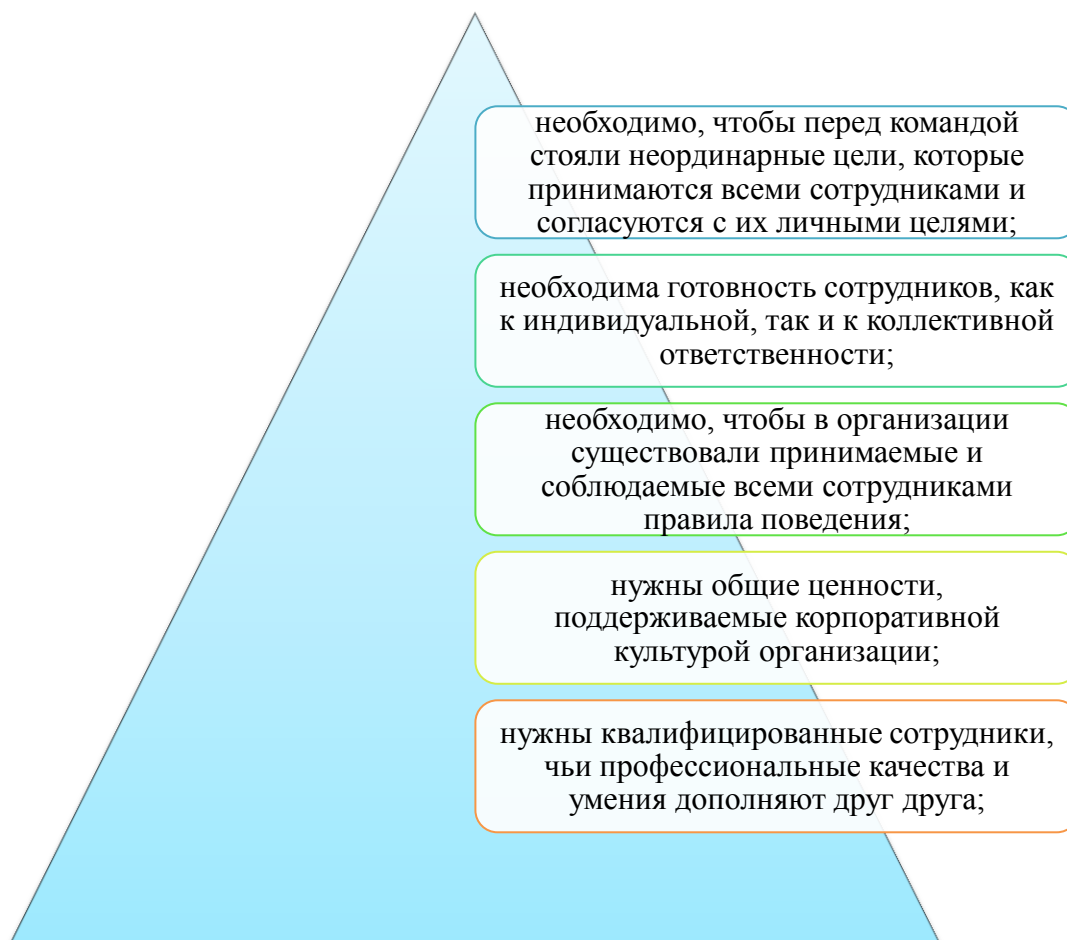 необходимо, чтобы перед командой
стояли неординарные цели, которые
принимаются всеми сотрудниками и
согласуются с их личными целями;
необходима готовность сотрудников, как
к индивидуальной, так и к коллективной
ответственности;
необходимо, чтобы в организации
существовали принимаемые и
соблюдаемые всеми сотрудниками
правила поведения;
нужны общие ценности,
поддерживаемые корпоративной
культурой организации;
нужны квалифицированные сотрудники,
чьи профессиональные качества и
умения дополняют друг друга;